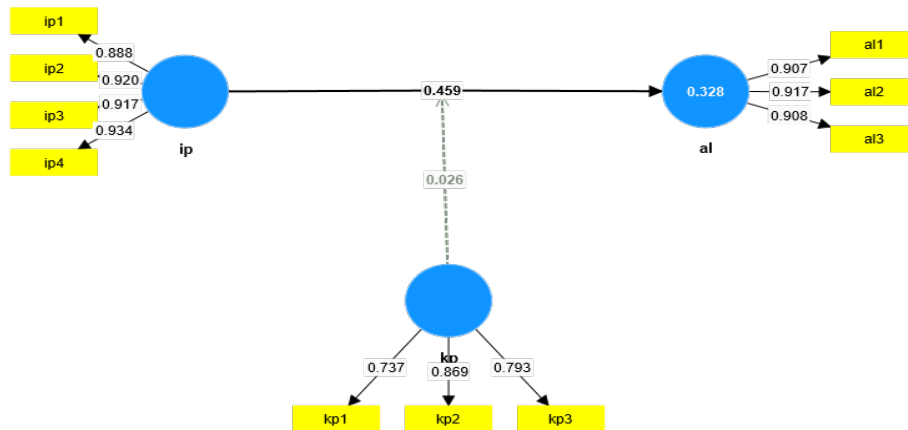 ip1
0.888
ip2
0.920
ip3
0.917
ip4
0.934
ip
0.459
0.026
0.328
al
al1
0.907
al2
0.917
al3
0.908
kp
0.737
0.869
0.793
kp1
kp2
kp3